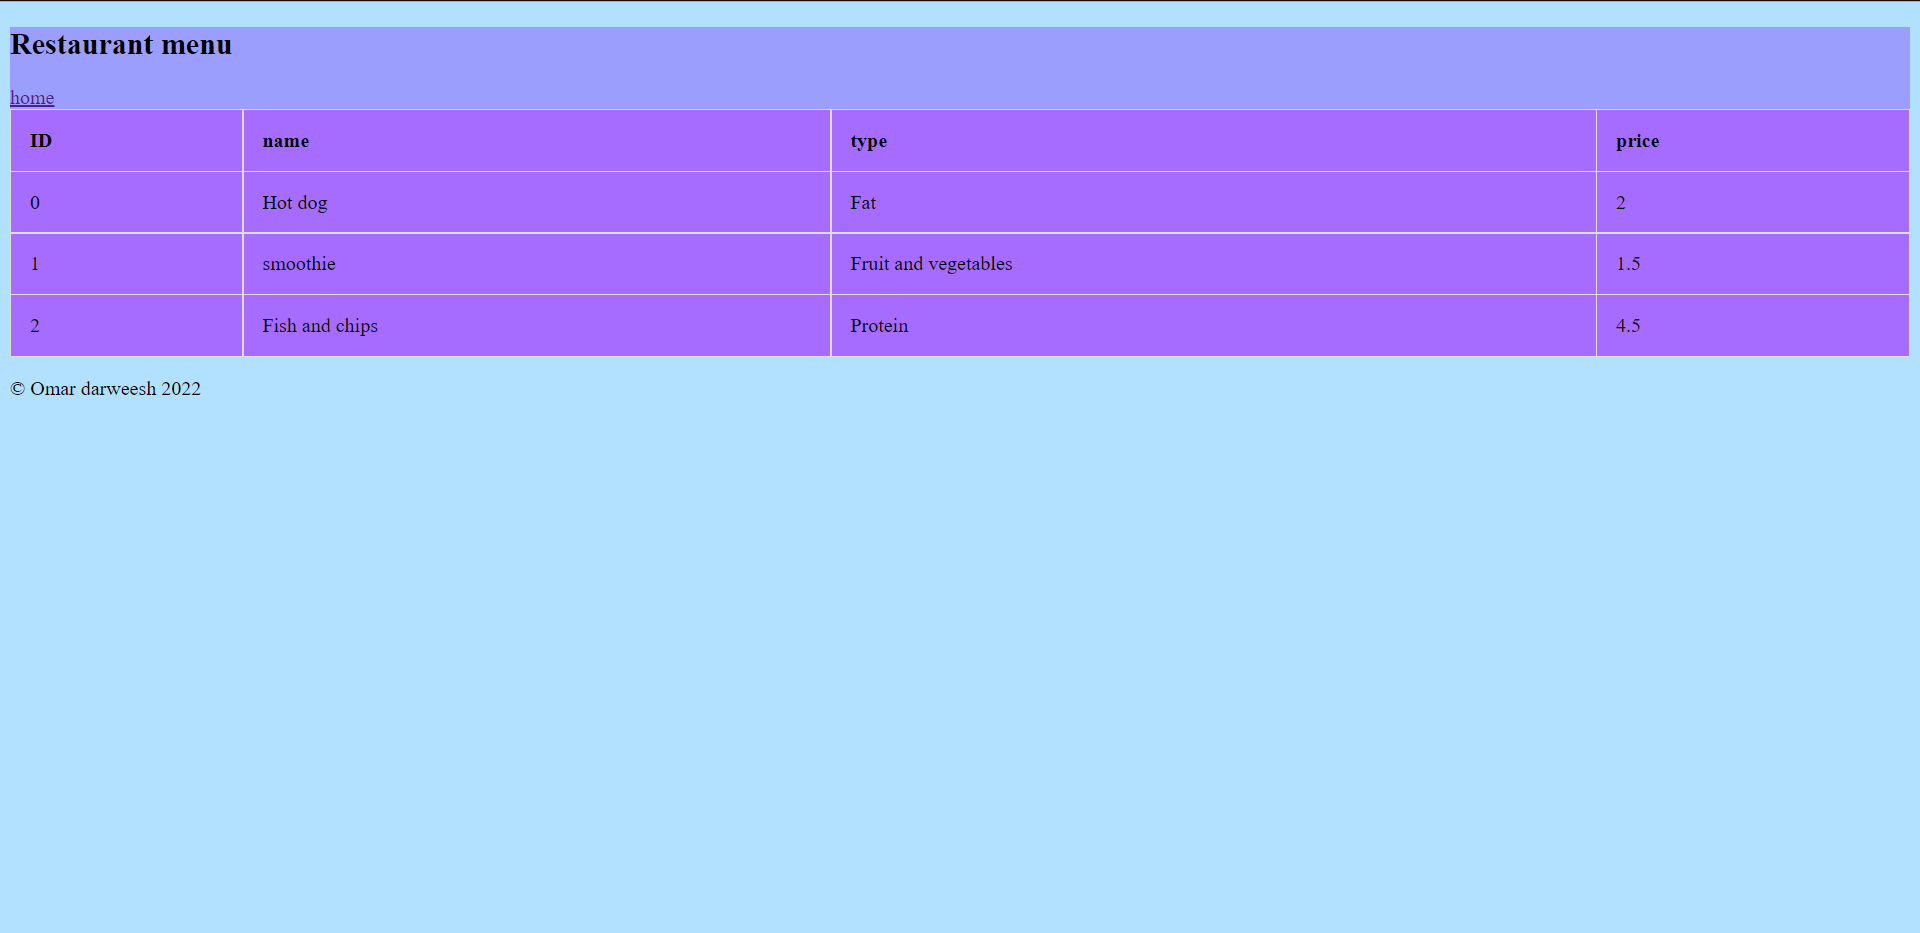 Restaurant menu
home
ID name type price
0 Hot dog Fat 2
1 smoothie Fruit and vegetables 1.5
2 Fish and chips Protein 4.5
© Omar darweesh 2022